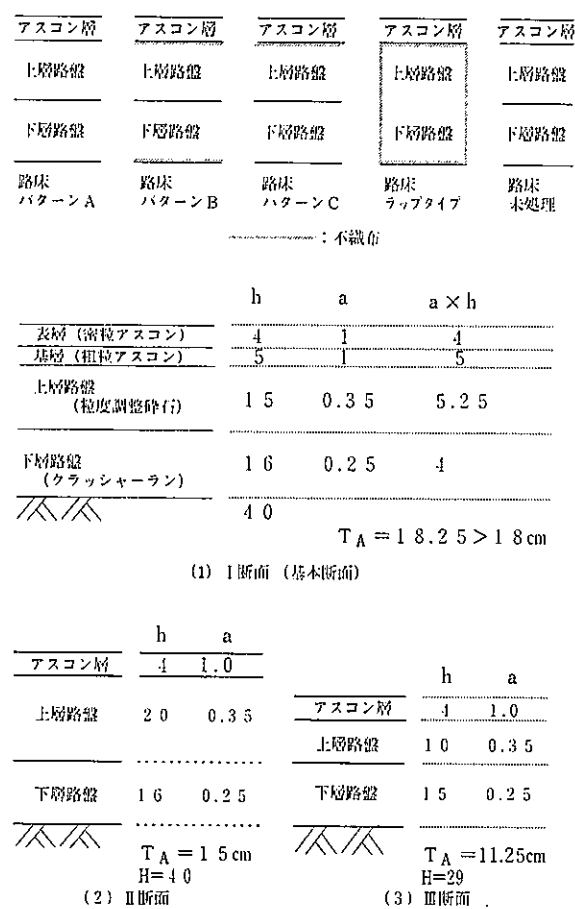 アスコン層 アスコン層 アスコン層 アスコン層 アスコン層
上層路盤 上層路盤 上層路盤 上層路盤 上層路盤
下層路盤 下層路盤 下層路盤 下層路盤 下層路盤
路床 路床 路床 路床 路床
パターンA パターンB パターンC ラップタイプ 未処理
:不織布
h a a×h
表層(密粒アスコン) 4 1 4
基層(粗粒アスコン) 5 1 5
上層路盤
(粒度調整砕石) 15 0.35 5.25
下層路盤
(クラッシャーラン) 16 0.25 4
40
TA=18.25>18cm
(1) Ⅰ断面 (基本断面)
h a
アスコン層 4 1.0
上層路盤 20 0.35
下層路盤 16 0.25
TA=15cm
H=40
(2) Ⅱ断面
h a
アスコン層 4 1.0
上層路盤 10 0.35
下層路盤 15 0.25
TA=11.25cm
H=29
(3) Ⅲ断面